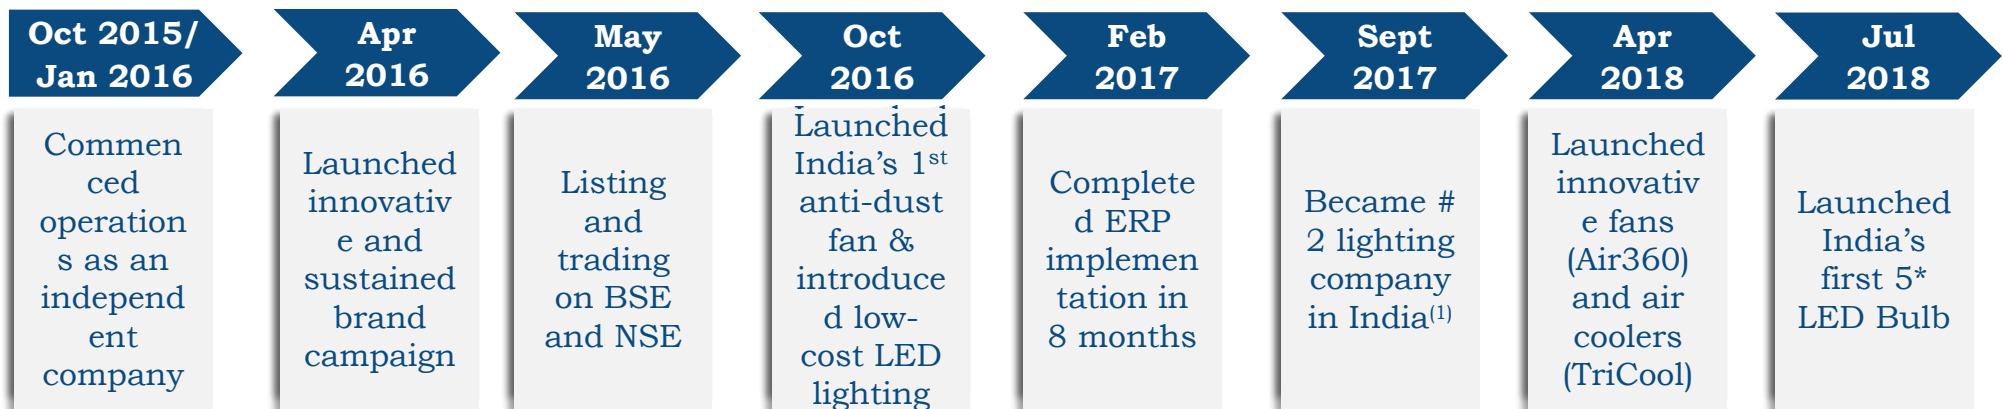 Oct 2015/
Jan 2016
Commen
ced
operation
s as an
independ
ent
company
Apr
2016
Launched
innovativ
e and
sustained
brand
campaign
May
2016
Listing
and
trading
on BSE
and NSE
Oct
2016
Launched
India’s 1st
anti-dust
fan &
introduce
d low-
cost LED
lighting
Feb
2017
Complete
d ERP
implemen
tation in
8 months
Sept
2017
Became #
2 lighting
company
in India(1)
Apr
2018
Launched
innovativ
e fans
(Air360)
and air
coolers
(TriCool)
Jul
2018
Launched
India’s
first 5*
LED Bulb